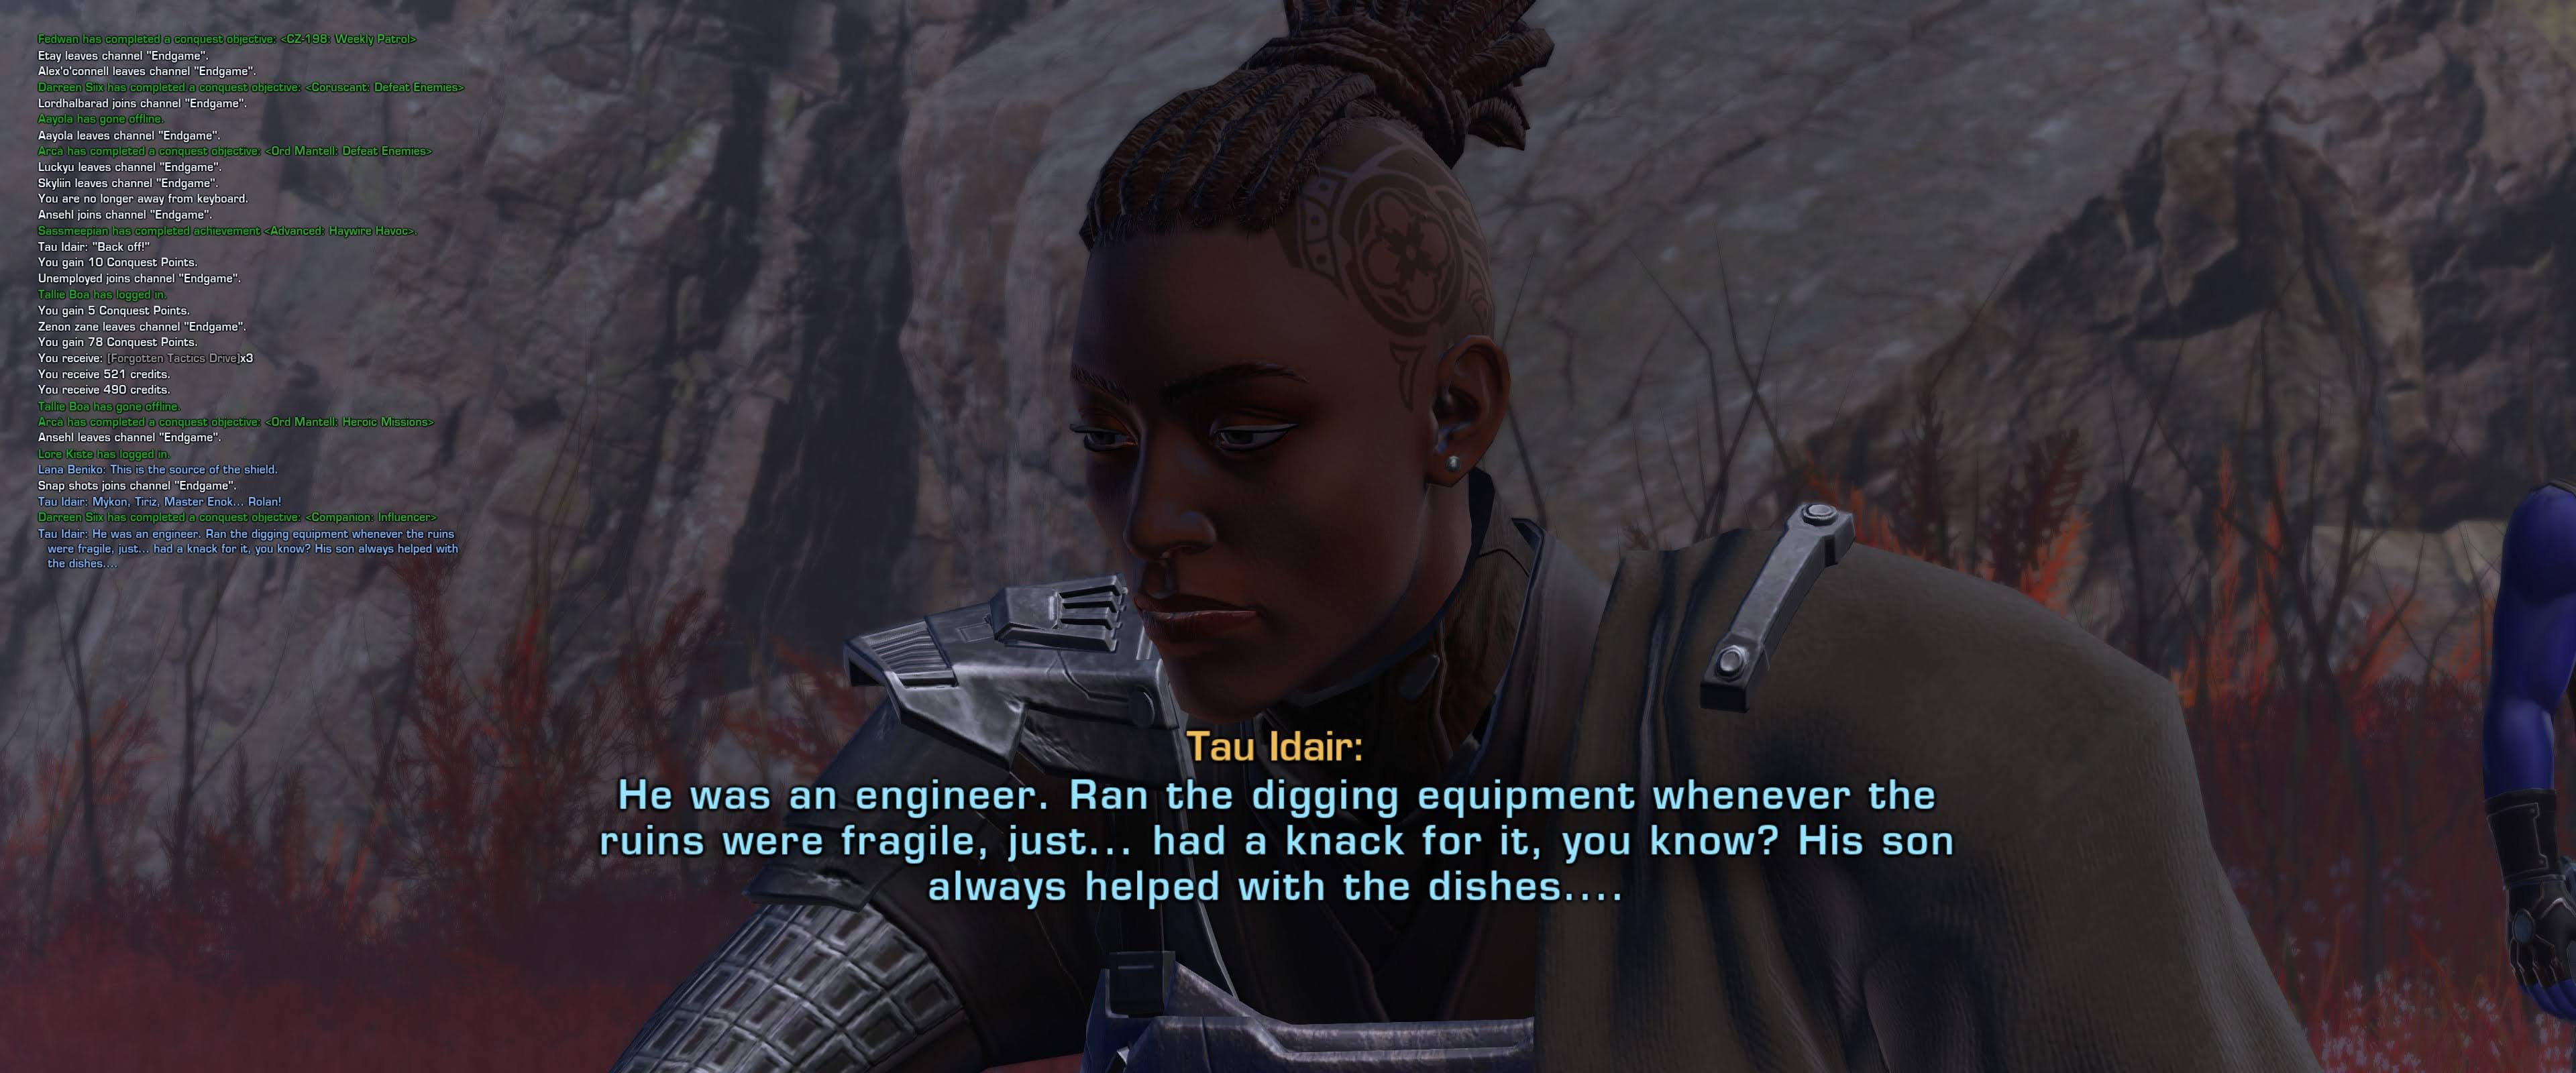 Fedwan has completed a conquest objective: <CZ-198: Weekly Patrol>
Etay leaves channel "Endgame".
Alex'o'connell leaves channel "Endgame".
Darreen Siix has completed a conquest objective: <Coruscant: Defeat Enemies>
Lordhalbarad joins channel "Endgame".
Aayola has gone offline.
Aayola leaves channel "Endgame".
Arca has completed a conquest objective: <Ord Mantell: Defeat Enemies>
Luckyu leaves channel "Endgame".
Skyliin leaves channel "Endgame".
You are no longer away from keyboard.
Ansehl joins channel "Endgame".
Sassmeepian has completed achievement <Advanced: Haywire Havoc>.
Tau Idair: "Back off!"
You gain 10 Conquest Points.
Unemployed joins channel "Endgame".
Tallie Boa has logged in.
You gain 5 Conquest Points.
Zenon zane leaves channel "Endgame".
You gain 78 Conquest Points.
You receive: [Forgotten Tactics Drive]x3
You receive 521 credits.
You receive 490 credits.
Tallie Boa has gone offline.
Arca has completed a conquest objective: <Ord Mantell: Heroic Missions>
Ansehl leaves channel "Endgame".
Lore Kiste has logged in.
Lana Beniko: This is the source of the shield.
Snap shots joins channel "Endgame".
Tau Idair: Mykon, Tiriz, Master Enok... Rolan!
Darreen Siix has completed a conquest objective: <Companion: Influencer>
Tau Idair: He was an engineer. Ran the digging equipment whenever the ruins
were fragile, just... had a knack for it, you know? His son always helped with
the dishes....
Tau Idair:
He was an engineer. Ran the digging equipment whenever the
ruins were fragile, just... had a knack for it, you know? His son
always helped with the dishes....